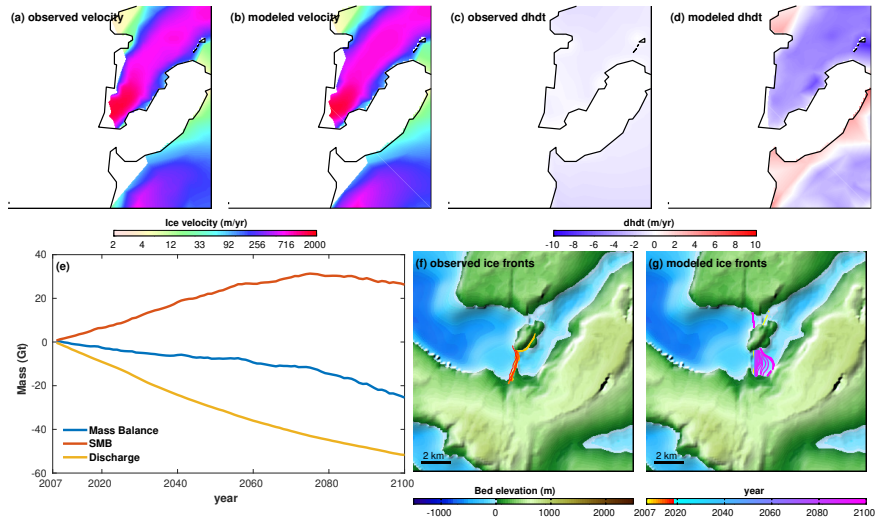 (a) observed velocity
(b) modeled velocity
(c) observed dhdt
(d) modeled dhdt
Ice velocity (m/yr)
2 4 12 33 92 256 716 2000
dhdt (m/yr)
-10 -8 -6 -4 -2 0 2 4 6 8 10
(e)
40
20
0
-20
-40
-60
Mass (Gt)
Mass Balance
SMB
Discharge
2007 2020 2040 2060 2080 2100
year
(f) observed ice fronts
2 km
(g) modeled ice fronts
2 km
Bed elevation (m)
-1000 0 1000 2000
year
2007 2020 2040 2060 2080 2100